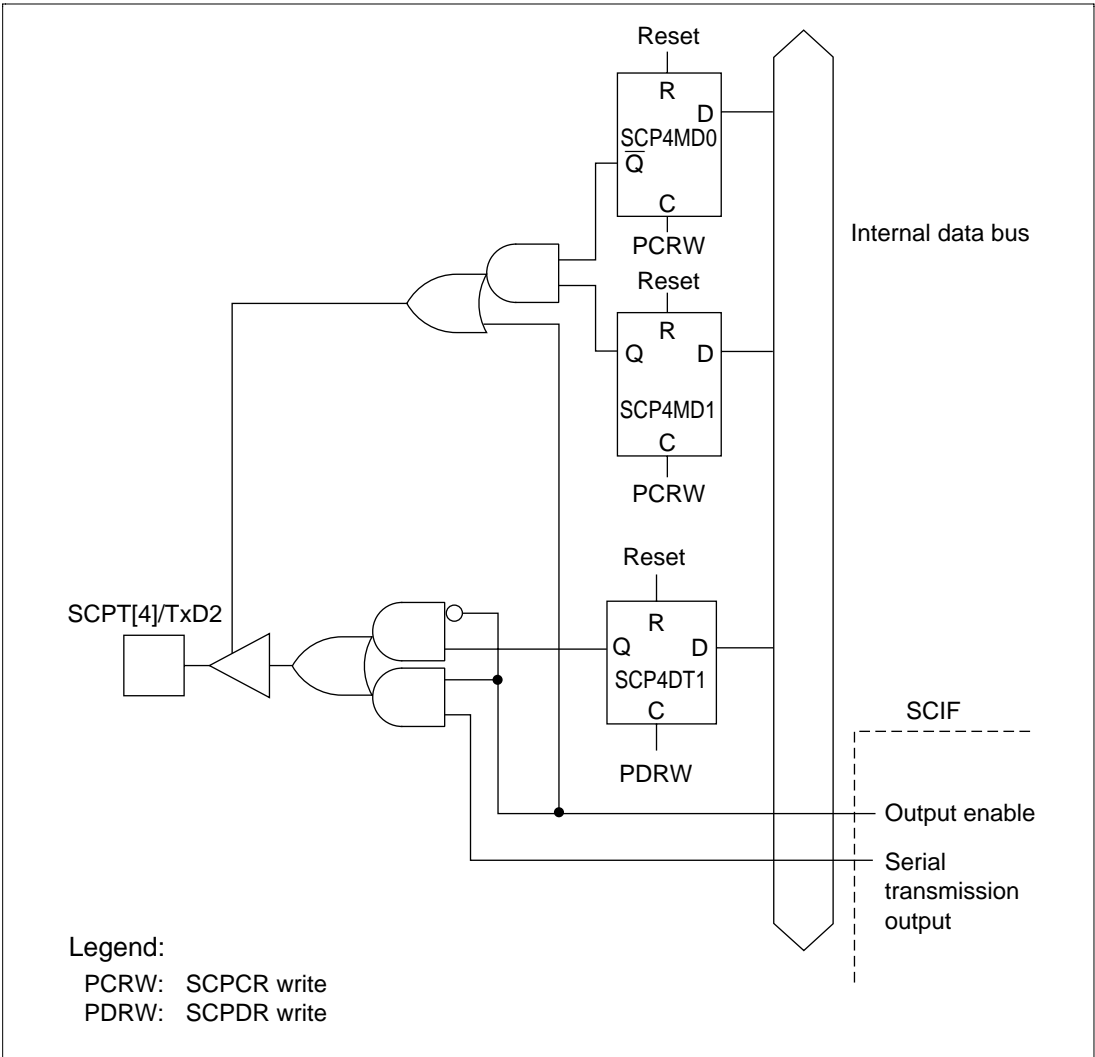 Reset
R
D
SCP4MD0
Q̅
C
PCRW
Internal data bus
Reset
R
Q D
SCP4MD1
C
PCRW
Reset
SCPT[4]/TxD2
R
Q D
SCP4DT1
C
SCIF
PDRW
Output enable
Serial
transmission
output
Legend:
PCRW: SCPCR write
PDRW: SCPDR write